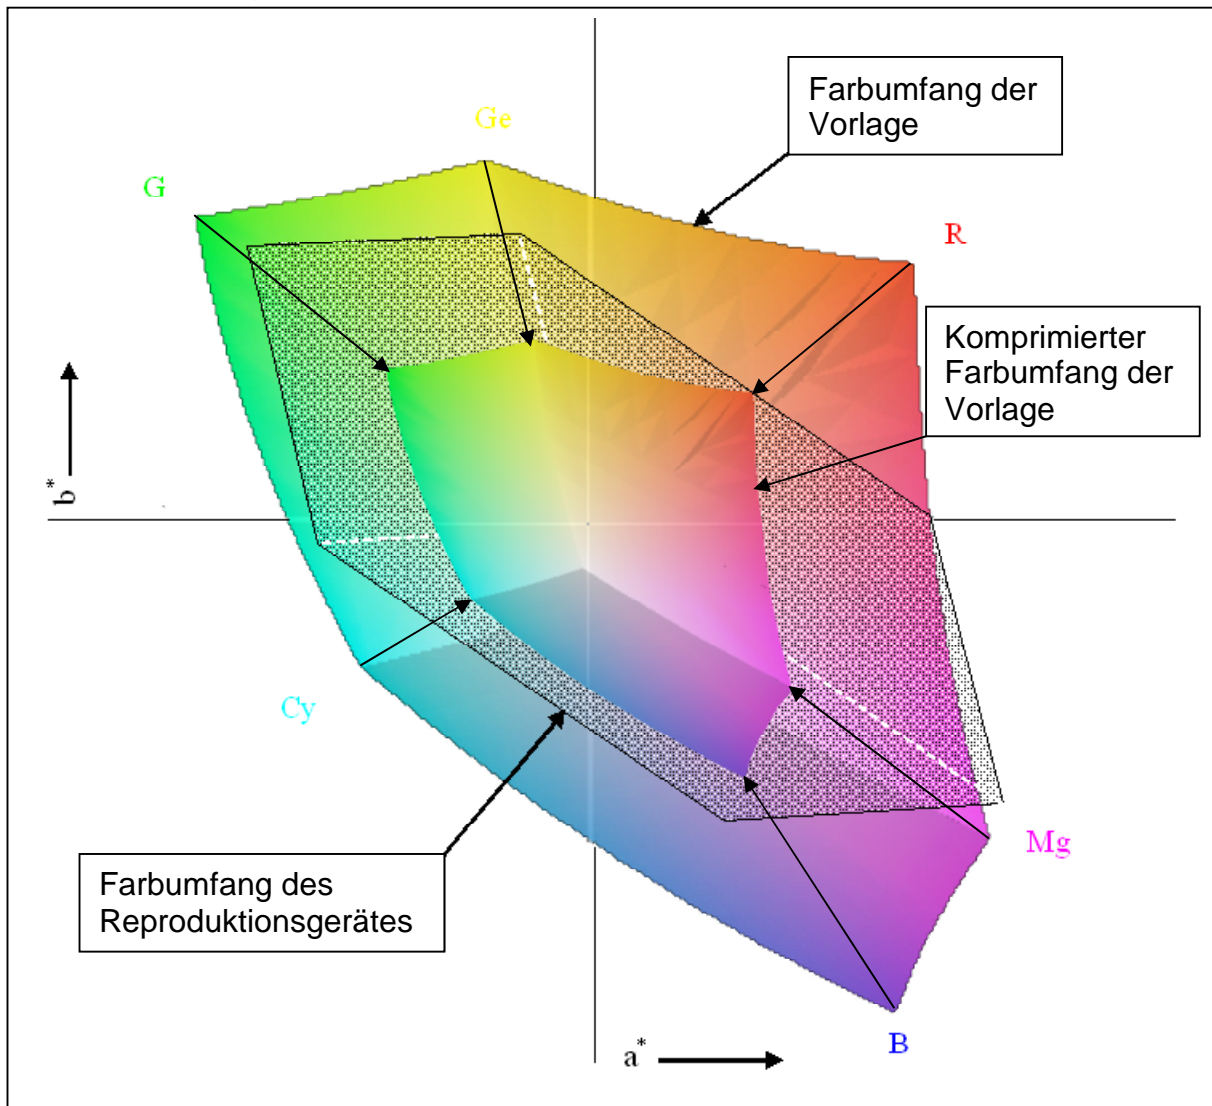 Farbumfang der
Vorlage
Ge
G
R
Komprimierter
Farbumfang der
Vorlage
b*
Cy
Mg
Farbumfang des
Reproduktionsgerätes
B
a*